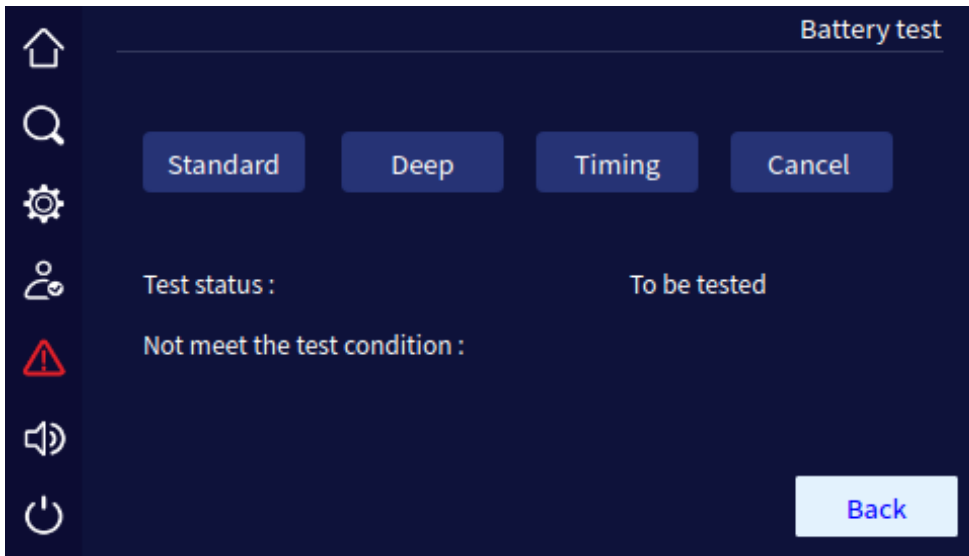 Battery test
Standard Deep Timing Cancel
Test status : To be tested
Not meet the test condition :
Back